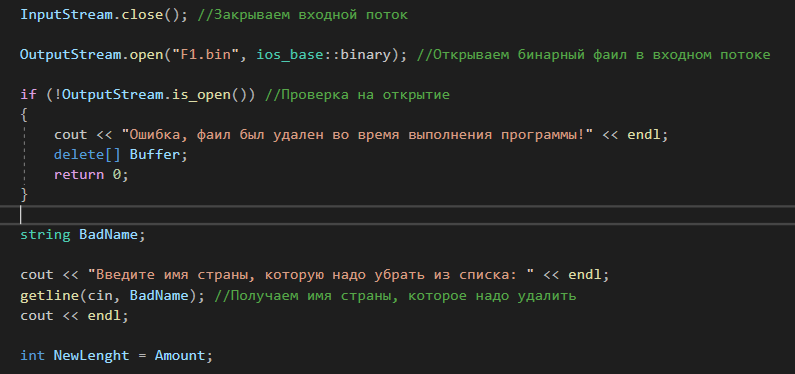 InputStream.close(); //Закрываем входной поток
OutputStream.open("F1.bin", ios_base::binary); //Открываем бинарный фаил в входном потоке
if (!OutputStream.is_open()) //Проверка на открытие
{
cout << "Ошибка, фаил был удален во время выполнения программы!" << endl;
delete[] Buffer;
return 0;
}
string BadName;
cout << "Введите имя страны, которую надо убрать из списка: " << endl;
getline(cin, BadName); //Получаем имя страны, которое надо удалить
cout << endl;
int NewLenght = Amount;